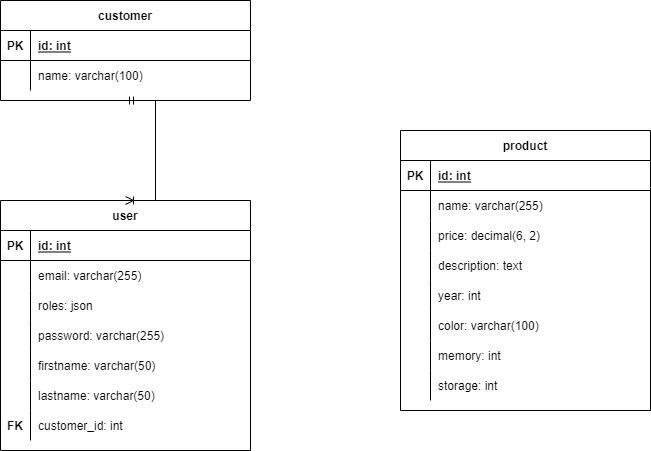 customer
PK id: int
name: varchar(100)
user
PK id: int
email: varchar(255)
roles: json
password: varchar(255)
firstname: varchar(50)
lastname: varchar(50)
FK customer_id: int
product
PK id: int
name: varchar(255)
price: decimal(6, 2)
description: text
year: int
color: varchar(100)
memory: int
storage: int